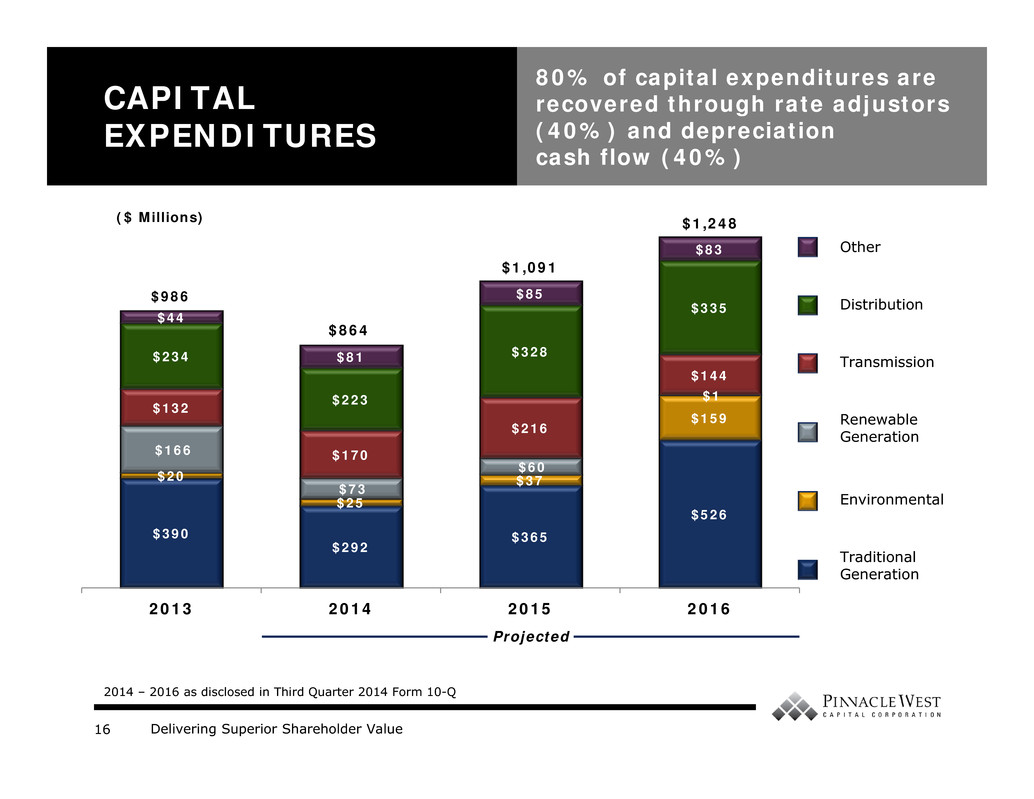 CAPITAL
EXPENDITURES
80% of capital expenditures are
recovered through rate adjustors
(40%) and depreciation
cash flow (40%)
($ Millions)
$986
$44
$234
$132
$166
$20
$390
$864
$81
$223
$170
$73
$25
$292
$1,091
$85
$328
$216
$60
$37
$365
$1,248
$83
$335
$144
$1
$159
$526
Other
Distribution
Transmission
Renewable
Generation
Environmental
Traditional
Generation
2013 2014 2015 2016
Projected
2014 – 2016 as disclosed in Third Quarter 2014 Form 10-Q
PINNACLE WEST
CAPITAL CORPORATION
16 Delivering Superior Shareholder Value